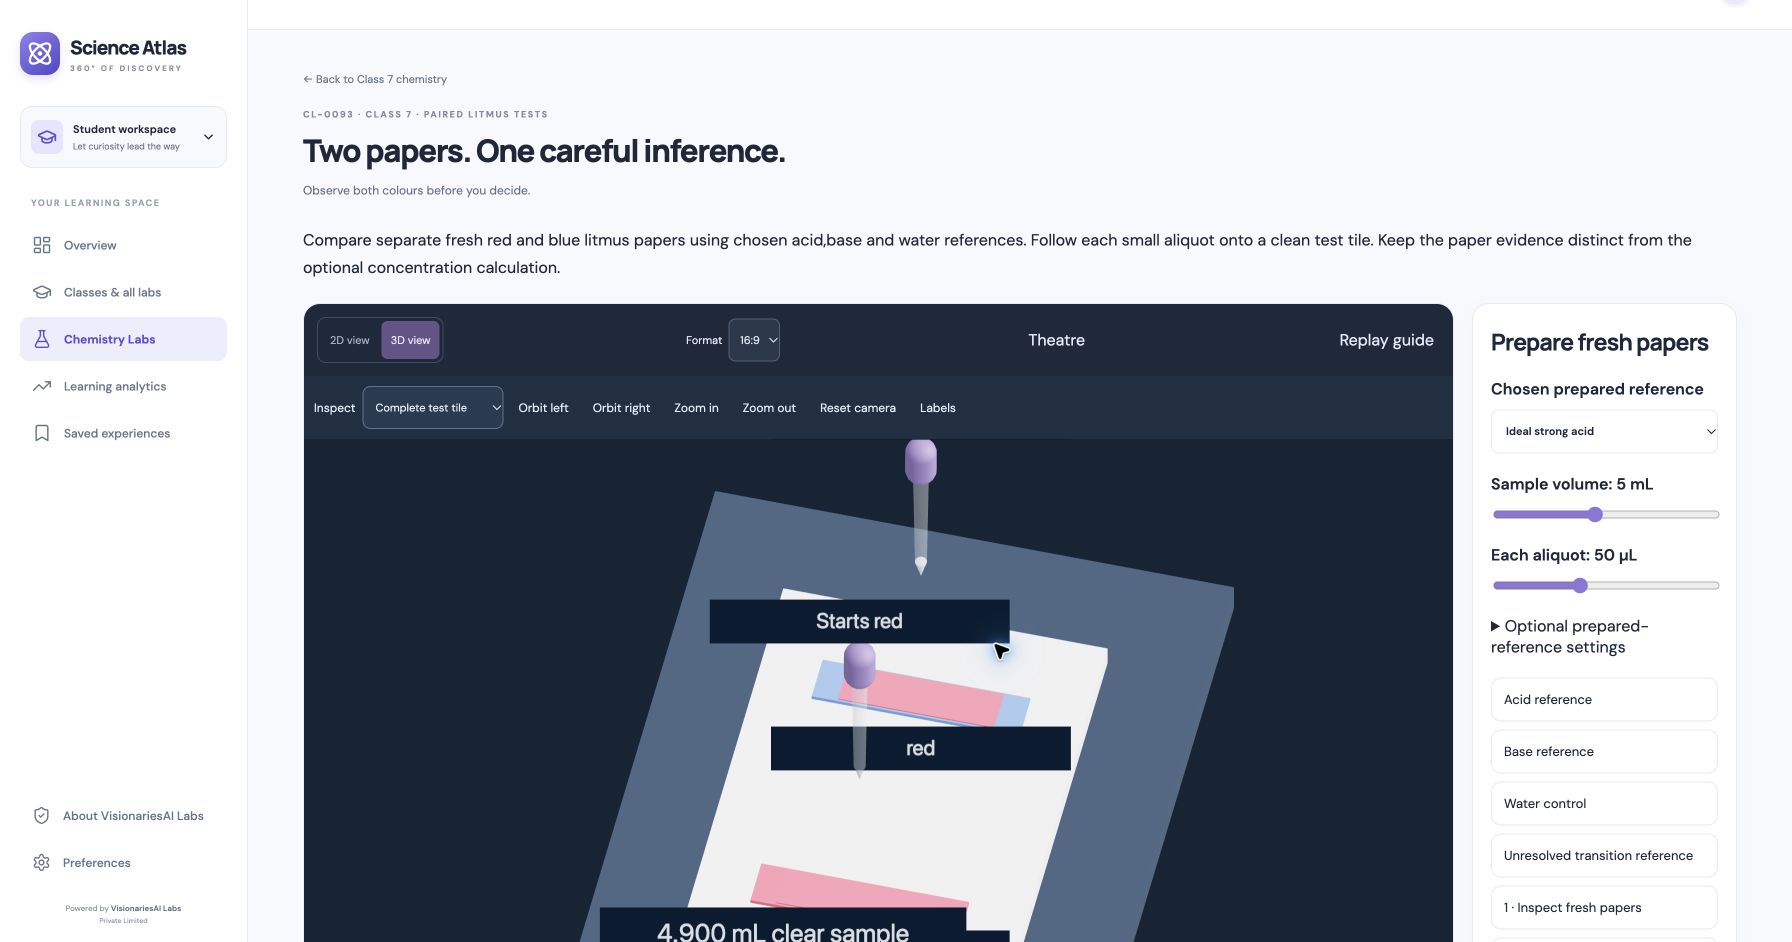 Science Atlas
360° OF DISCOVERY
Student workspace
Let curiosity lead the way
YOUR LEARNING SPACE
Overview
Classes & all labs
Chemistry Labs
Learning analytics
Saved experiences
About VisionariesAI Labs
Preferences
Powered by VisionariesAI Labs
Private Limited
← Back to Class 7 chemistry
CL-0093 · CLASS 7 · PAIRED LITMUS TESTS
Two papers. One careful inference.
Observe both colours before you decide.
Compare separate fresh red and blue litmus papers using chosen acid,base and water references. Follow each small aliquot onto a clean test tile. Keep the paper evidence distinct from the
optional concentration calculation.
2D view 3D view Format 16:9 Theatre Replay guide
Inspect Complete test tile Orbit left Orbit right Zoom in Zoom out Reset camera Labels
Starts red
red
4.900 mL clear sample
Prepare fresh papers
Chosen prepared reference
Ideal strong acid
Sample volume: 5 mL
Each aliquot: 50 µL
▶ Optional prepared-
reference settings
Acid reference
Base reference
Water control
Unresolved transition reference
1 · Inspect fresh papers